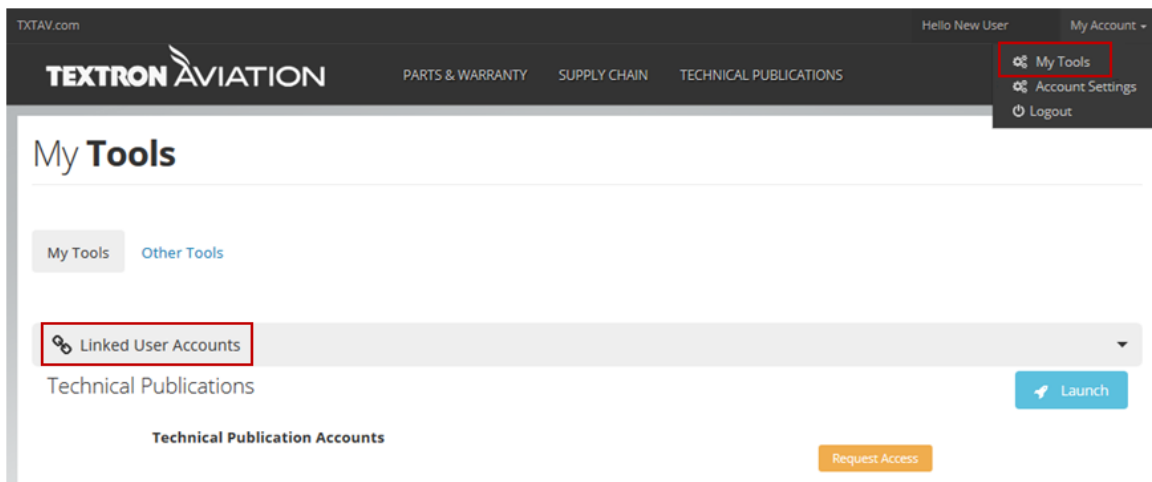 TXTAV.com
Hello New User
My Account
TEXTRON AVIATION
PARTS & WARRANTY
SUPPLY CHAIN
TECHNICAL PUBLICATIONS
My Tools
Account Settings
Logout
My Tools
My Tools
Other Tools
Linked User Accounts
Technical Publications
Launch
Technical Publication Accounts
Request Access